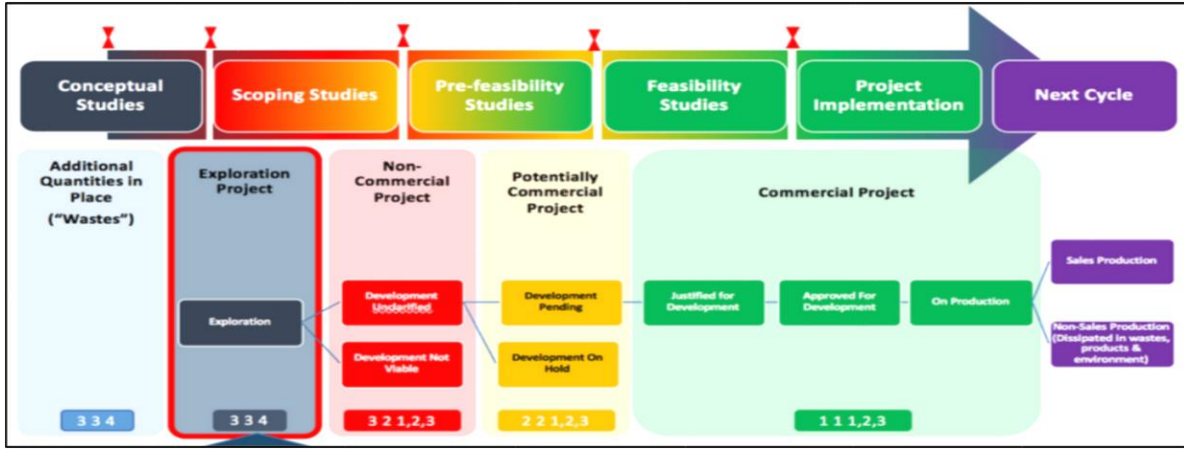 Conceptual
Studies
Scoping Studies
Pre-feasibility
Studies
Feasibility
Studies
Project
Implementation
Next Cycle
Additional
Quantities in
Place
(“Wastes”)
Exploration
Project
Non-
Commercial
Project
Potentially
Commercial
Project
Commercial Project
Exploration
Development
Underified
Development Not
Viable
Development
Pending
Development On
Hold
Justified for
Development
Approved For
Development
On Production
Sales Production
Non-Sales Production
(Dissipated in wastes,
products &
environment)
3 3 4
3 3 4
3 2 1,2,3
2 2 1,2,3
1 1 1,2,3